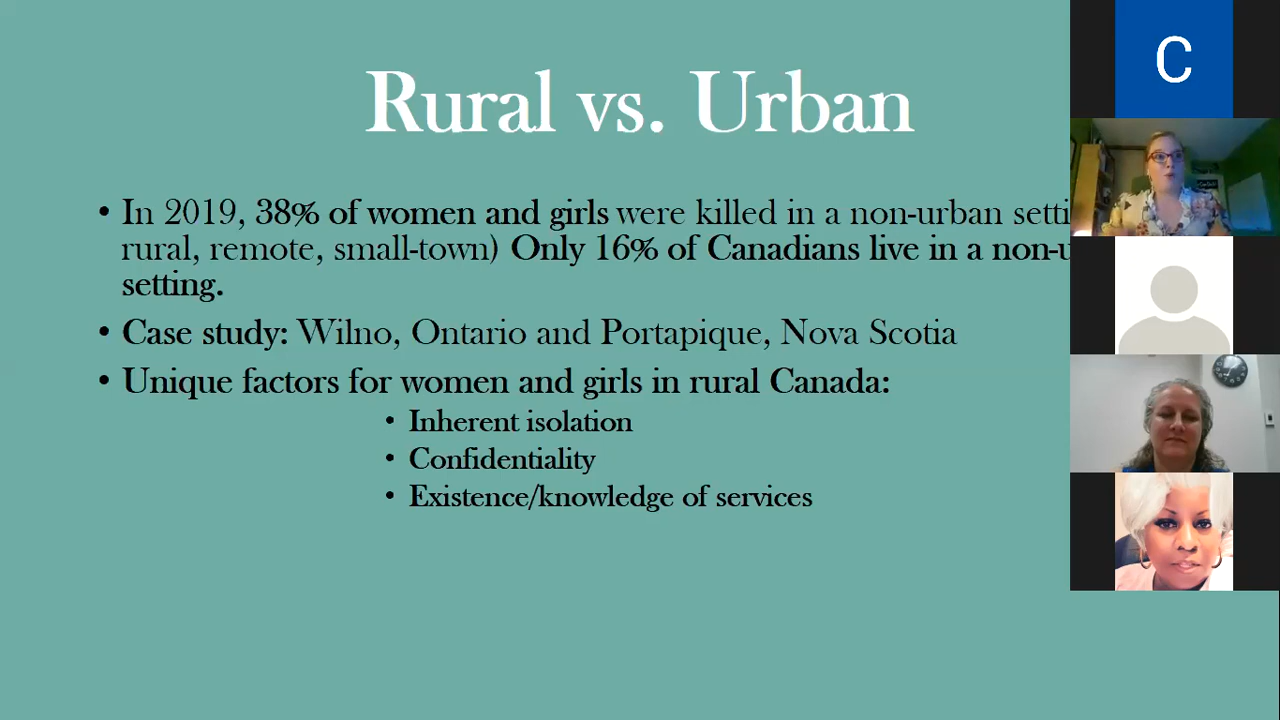 Rural vs. Urban
• In 2019, 38% of women and girls were killed in a non-urban
rural, remote, small-town) Only 16% of Canadians live in a
setting.
• Case study: Wilno, Ontario and Portapique, Nova Scotia
• Unique factors for women and girls in rural Canada:
• Inherent isolation
• Confidentiality
• Existence/knowledge of services
C